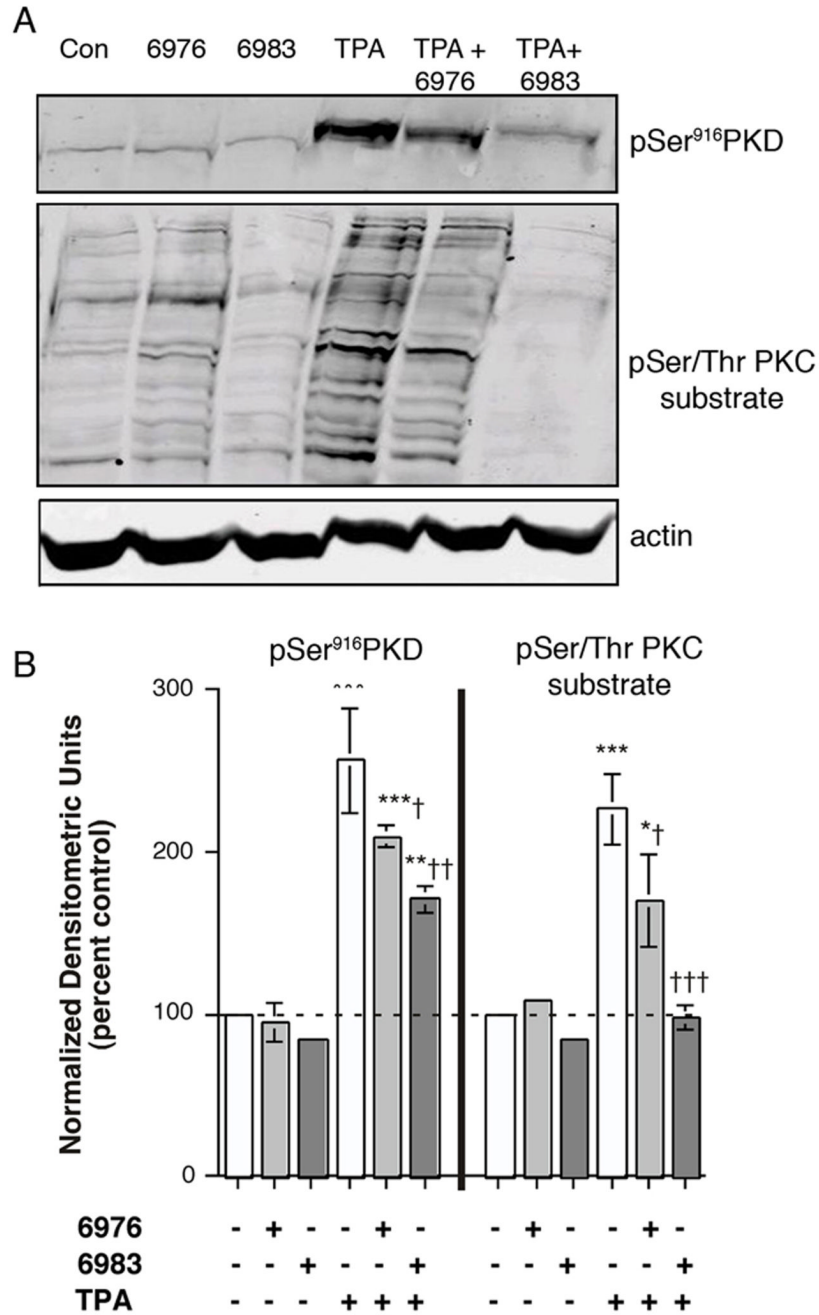 A
Con 6976 6983 TPA TPA + TPA+
6976 6983
pSer⁹¹⁶PKD
pSer/Thr PKC
substrate
actin
B
pSer⁹¹⁶PKD pSer/Thr PKC
substrate
Normalized Densitometric Units
(percent control)
300
200
100
0
***
***†
*†
**††
†††
6976 - + - - + - - + - - + -
6983 - - + - - + - - + - - +
TPA - - - + + + - - - + + +